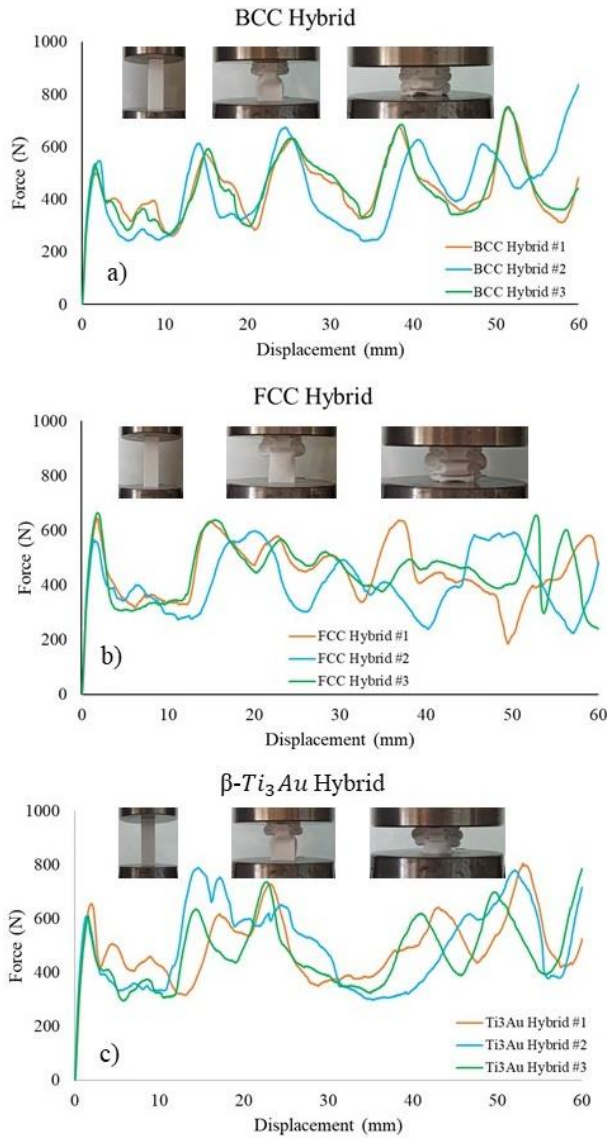 BCC Hybrid
1000
800
600
400
200
0
Force (N)
BCC Hybrid #1
BCC Hybrid #2
BCC Hybrid #3
a)
0 10 20 30 40 50 60
Displacement (mm)
FCC Hybrid
1000
800
600
400
200
0
Force (N)
FCC Hybrid #1
FCC Hybrid #2
FCC Hybrid #3
b)
0 10 20 30 40 50 60
Displacement (mm)
β-Ti₃Au Hybrid
1000
800
600
400
200
0
Force (N)
Ti3Au Hybrid #1
Ti3Au Hybrid #2
Ti3Au Hybrid #3
c)
0 10 20 30 40 50 60
Displacement (mm)